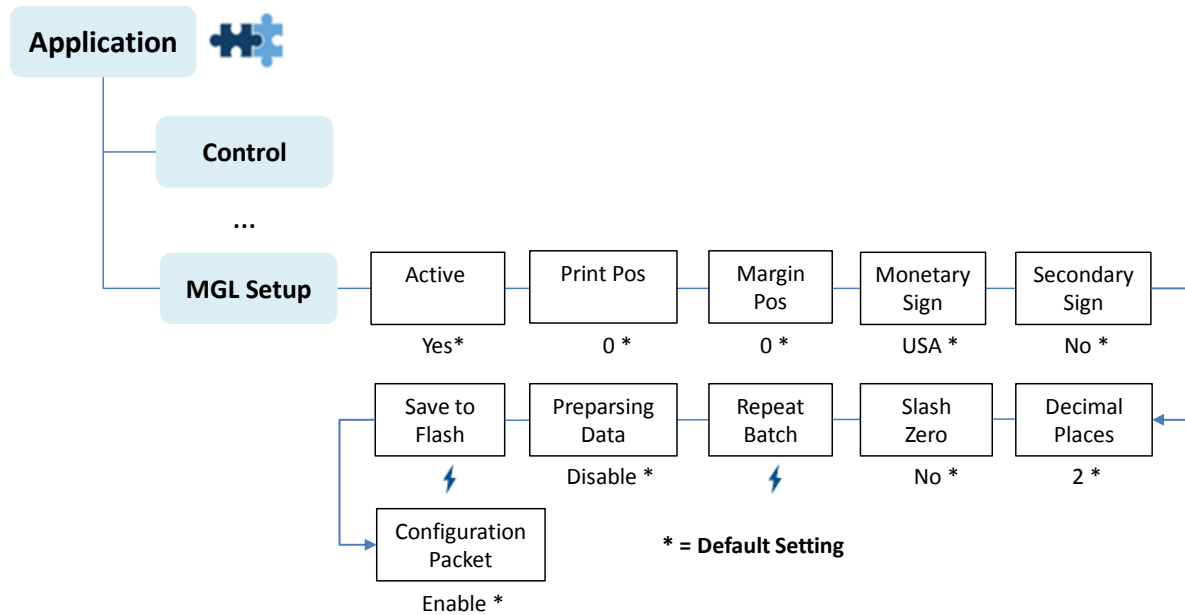 Application
Control
...
MGL Setup
Active
Yes*
Print Pos
0 *
Margin
Pos
0 *
Monetary
Sign
USA *
Secondary
Sign
No *
Save to
Flash
Preparsing
Data
Disable *
Repeat
Batch
Slash
Zero
No *
Decimal
Places
2 *
Configuration
Packet
Enable *
* = Default Setting